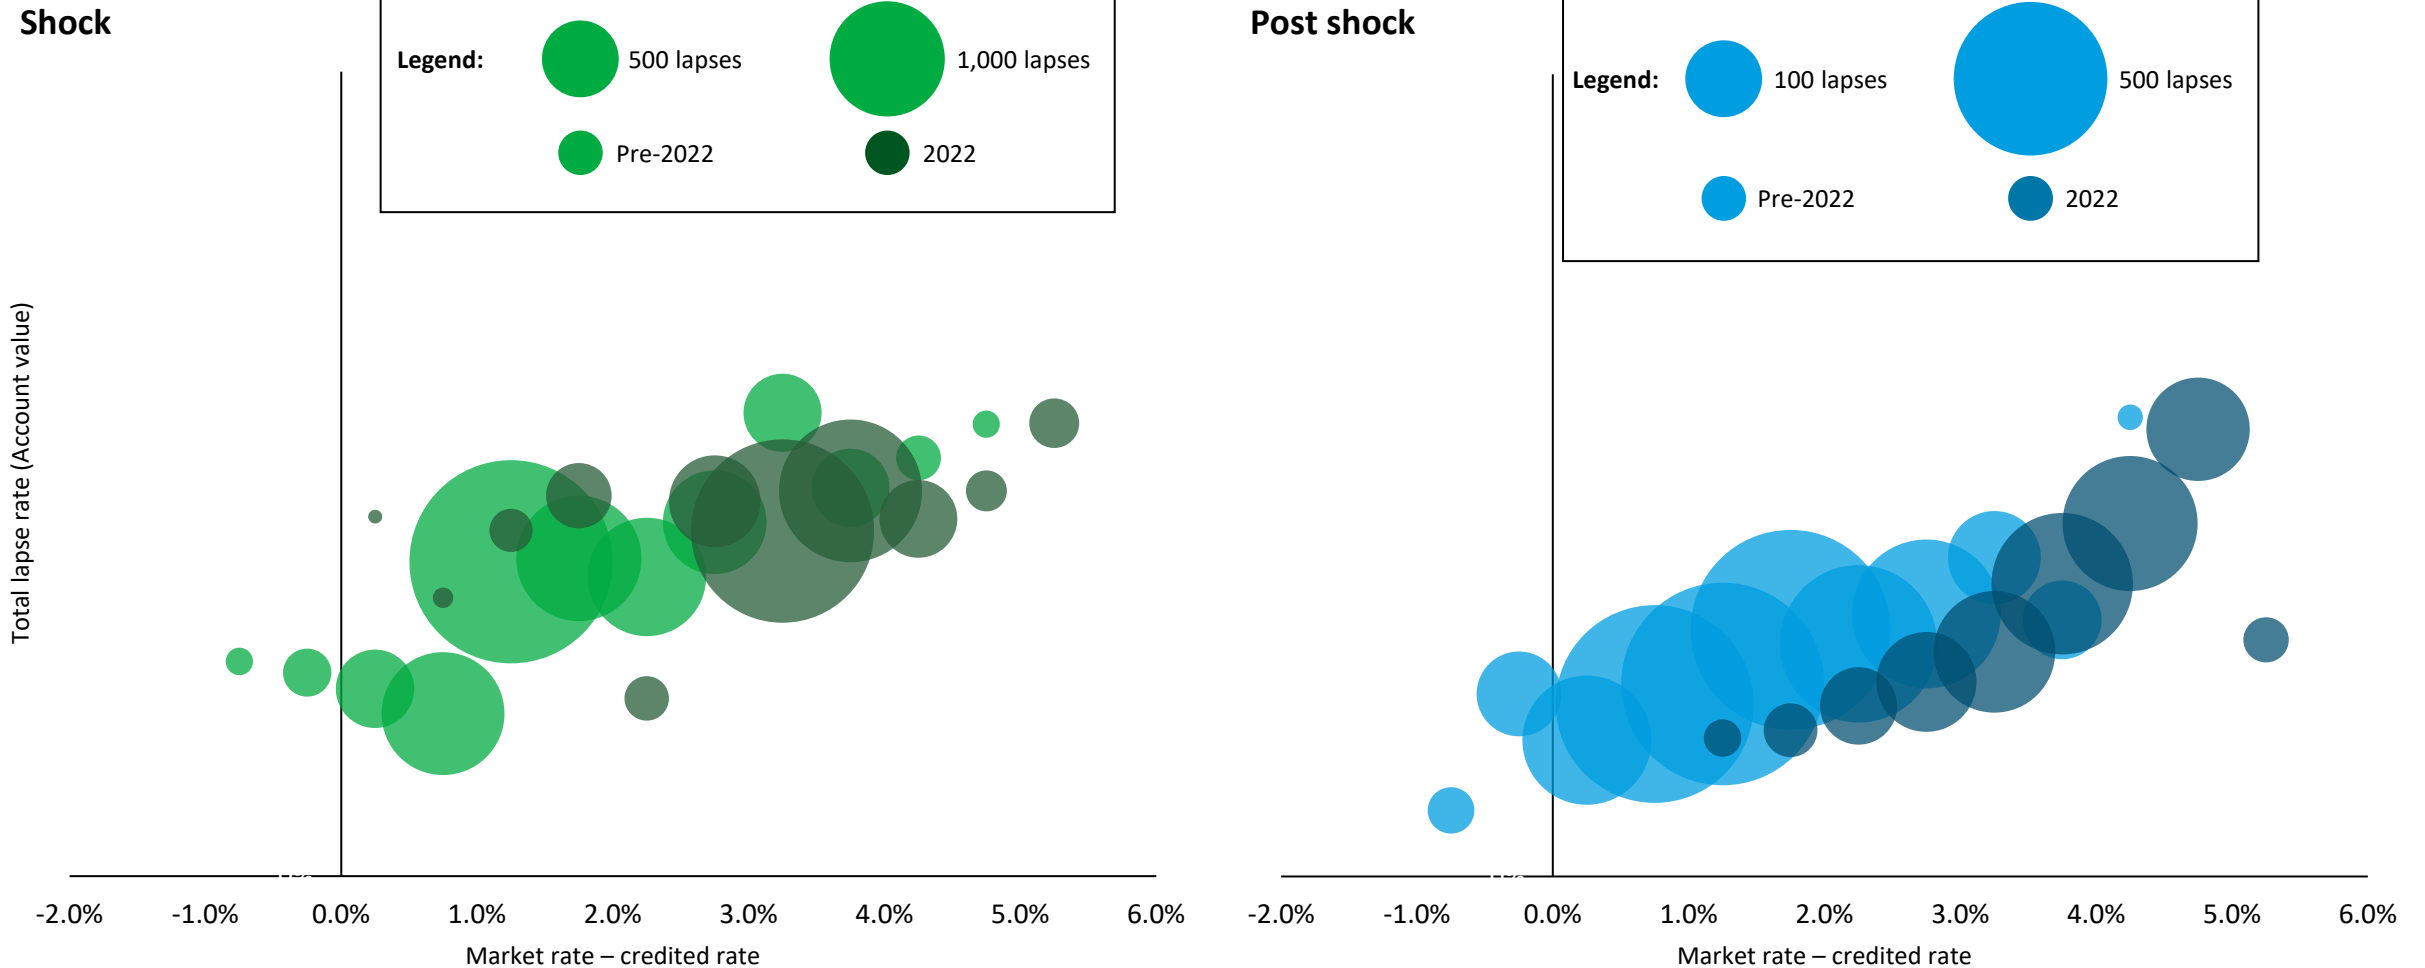 Shock
Legend:
500 lapses
1,000 lapses
Pre-2022
2022
Total lapse rate (Account value)
-2.0%
-1.0%
0.0%
1.0%
2.0%
3.0%
4.0%
5.0%
6.0%
Market rate – credited rate
Post shock
Legend:
100 lapses
500 lapses
Pre-2022
2022
-2.0%
-1.0%
0.0%
1.0%
2.0%
3.0%
4.0%
5.0%
6.0%
Market rate – credited rate